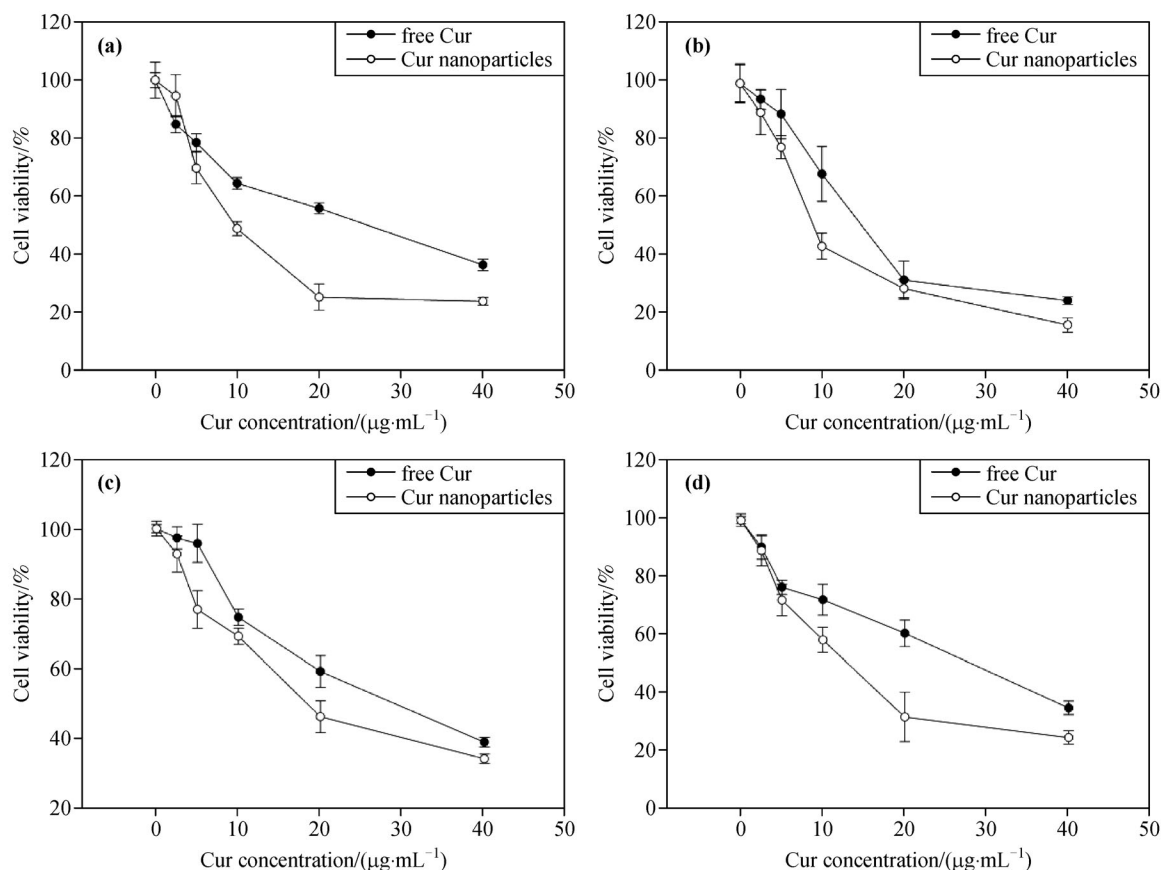 (a)
free Cur
Cur nanoparticles
120
100
80
60
40
20
0
Cell viability/%
0 10 20 30 40 50
Cur concentration/(μg·mL⁻¹)
(b)
free Cur
Cur nanoparticles
120
100
80
60
40
20
0
Cell viability/%
0 10 20 30 40 50
Cur concentration/(μg·mL⁻¹)
(c)
free Cur
Cur nanoparticles
120
100
80
60
40
20
Cell viability/%
0 10 20 30 40 50
Cur concentration/(μg·mL⁻¹)
(d)
free Cur
Cur nanoparticles
120
100
80
60
40
20
0
Cell viability/%
0 10 20 30 40 50
Cur concentration/(μg·mL⁻¹)